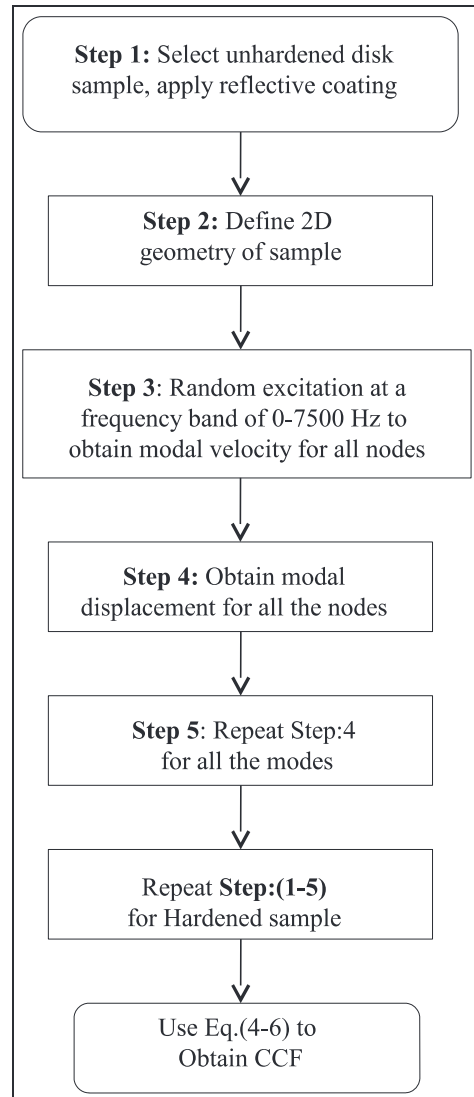 Step 1: Select unhardened disk
sample, apply reflective coating
Step 2: Define 2D
geometry of sample
Step 3: Random excitation at a
frequency band of 0-7500 Hz to
obtain modal velocity for all nodes
Step 4: Obtain modal
displacement for all the nodes
Step 5: Repeat Step:4
for all the modes
Repeat Step:(1-5)
for Hardened sample
Use Eq.(4-6) to
Obtain CCF